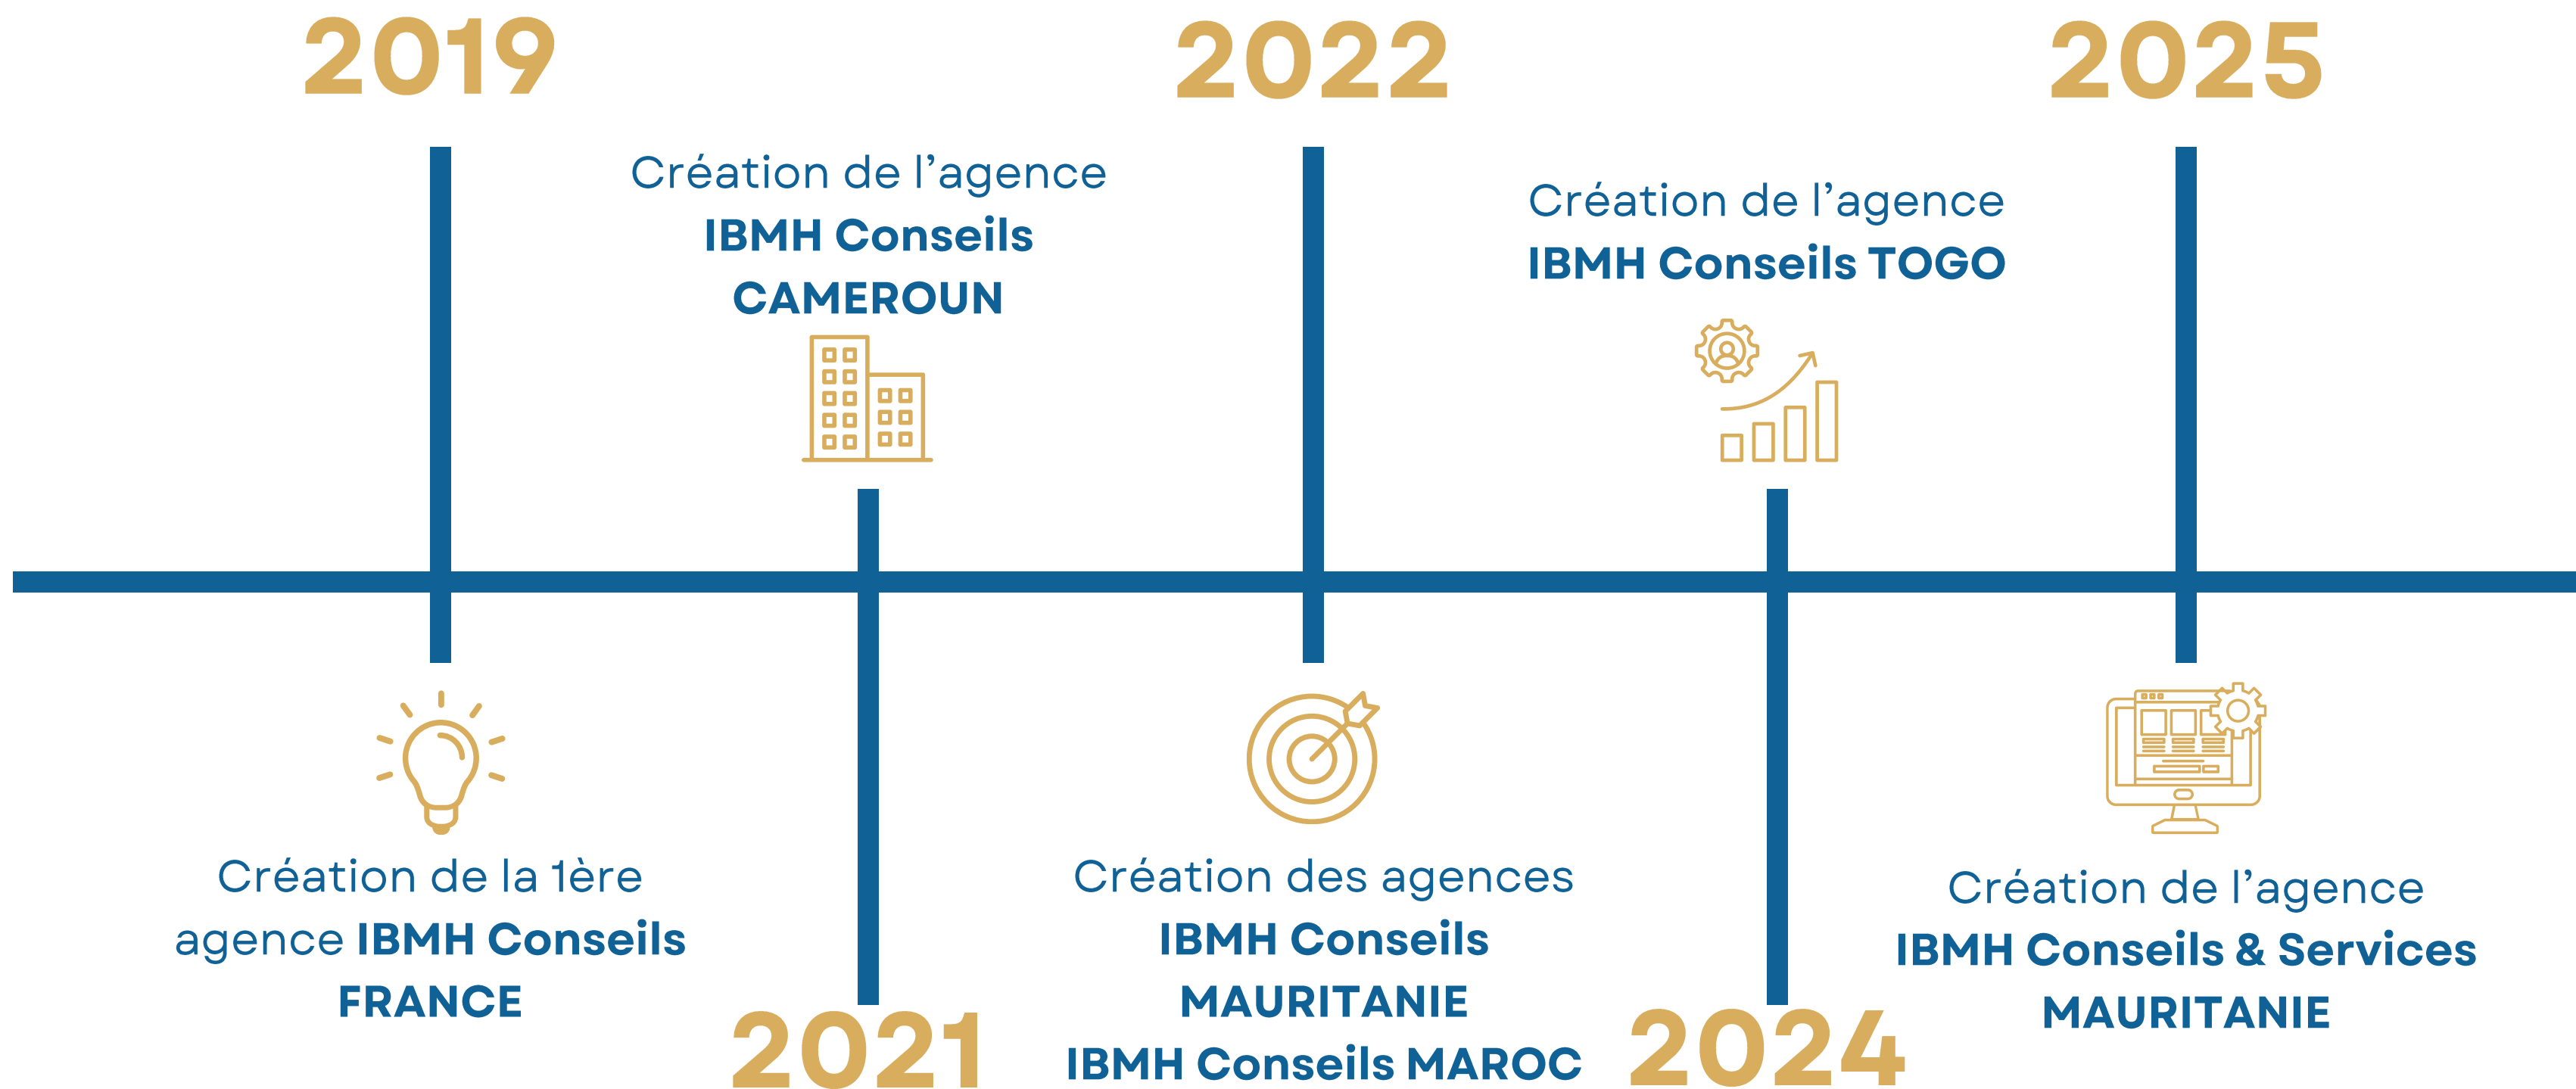 2019
Création de la 1ère
agence IBMH Conseils
FRANCE
Création de l’agence
IBMH Conseils
CAMEROUN
2021
2022
Création des agences
IBMH Conseils
MAURITANIE
IBMH Conseils MAROC
Création de l’agence
IBMH Conseils TOGO
2024
2025
Création de l’agence
IBMH Conseils & Services
MAURITANIE